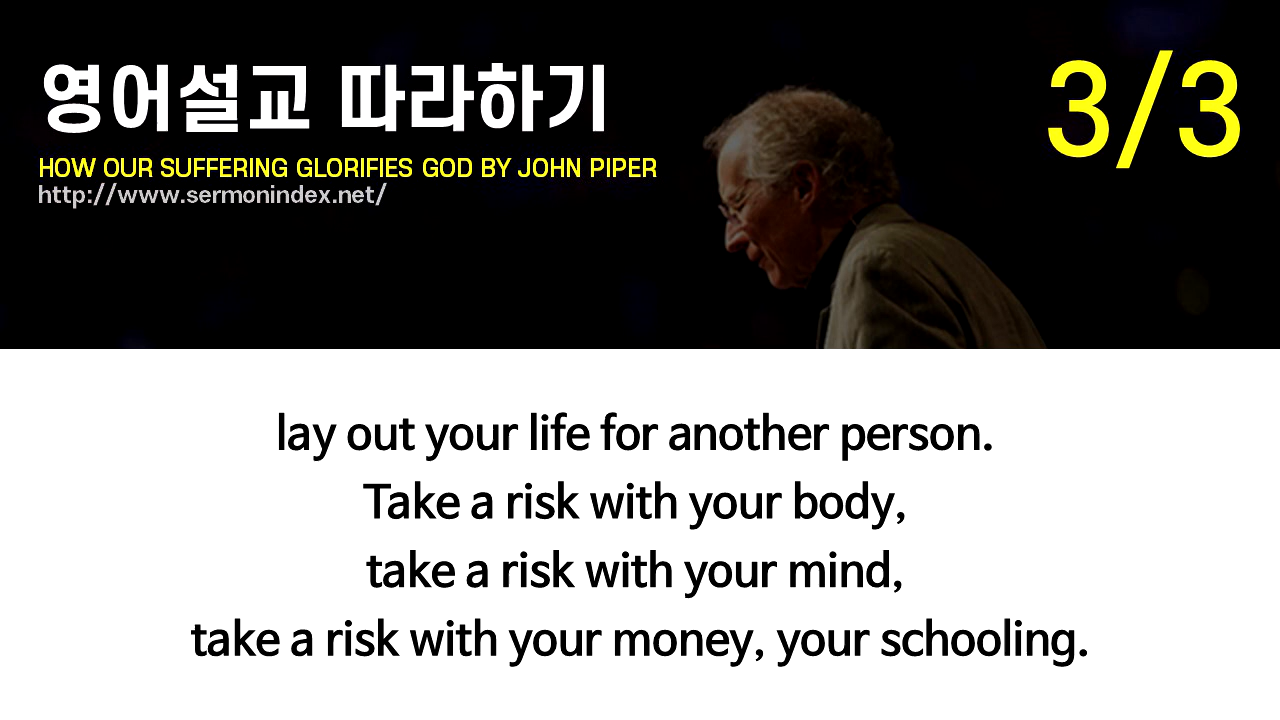 영어설교 따라하기
3/3
HOW OUR SUFFERING GLORIFIES GOD BY JOHN PIPER
http://www.sermonindex.net/
lay out your life for another person.
Take a risk with your body,
take a risk with your mind,
take a risk with your money, your schooling.